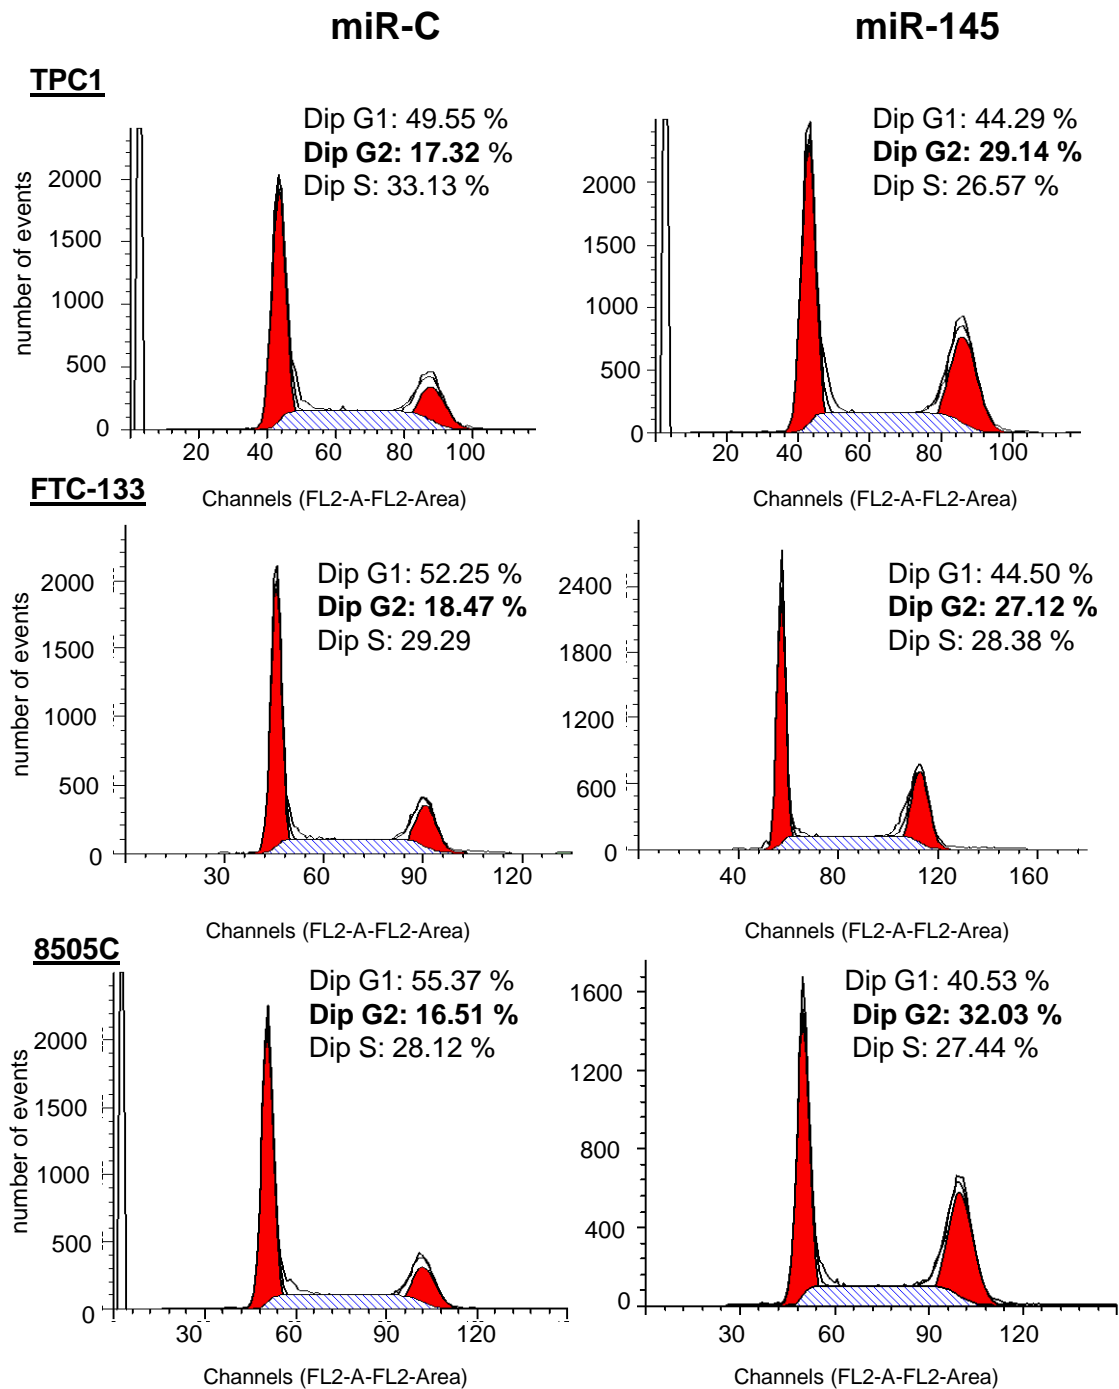 miR-C
miR-145
TPC1
Dip G1: 49.55 %
Dip G2: 17.32 %
Dip S: 33.13 %
number of events
2000
1500
1000
500
0
20 40 60 80 100
Channels (FL2-A-FL2-Area)
Dip G1: 44.29 %
Dip G2: 29.14 %
Dip S: 26.57 %
2000
1500
1000
500
0
20 40 60 80 100
Channels (FL2-A-FL2-Area)
FTC-133
Dip G1: 52.25 %
Dip G2: 18.47 %
Dip S: 29.29
number of events
2000
1500
1000
500
0
30 60 90 120
Channels (FL2-A-FL2-Area)
Dip G1: 44.50 %
Dip G2: 27.12 %
Dip S: 28.38 %
2400
1800
1200
600
0
40 80 120 160
Channels (FL2-A-FL2-Area)
8505C
Dip G1: 55.37 %
Dip G2: 16.51 %
Dip S: 28.12 %
number of events
2000
1500
1000
500
0
30 60 90 120
Channels (FL2-A-FL2-Area)
Dip G1: 40.53 %
Dip G2: 32.03 %
Dip S: 27.44 %
1600
1200
800
400
0
30 60 90 120
Channels (FL2-A-FL2-Area)